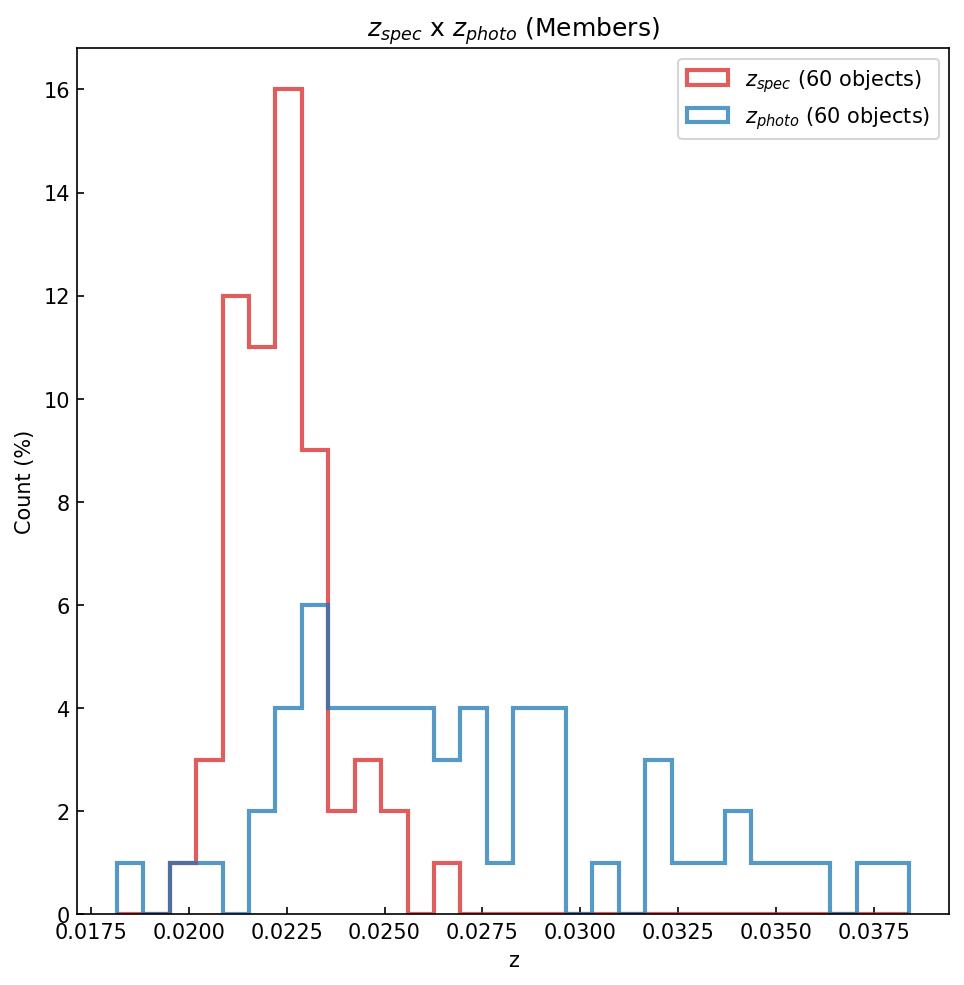 z_spec x z_photo (Members)
z_spec (60 objects)
z_photo (60 objects)
Count (%)
16
14
12
10
8
6
4
2
0
0.0175 0.0200 0.0225 0.0250 0.0275 0.0300 0.0325 0.0350 0.0375
z